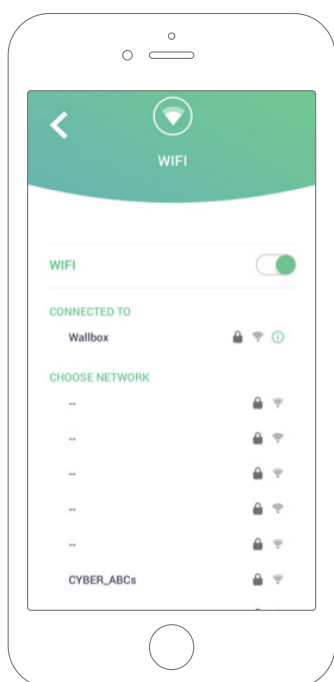 WIFI
WIFI
CONNECTED TO
Wallbox
CHOOSE NETWORK
--
--
--
--
--
CYBER_ABCs